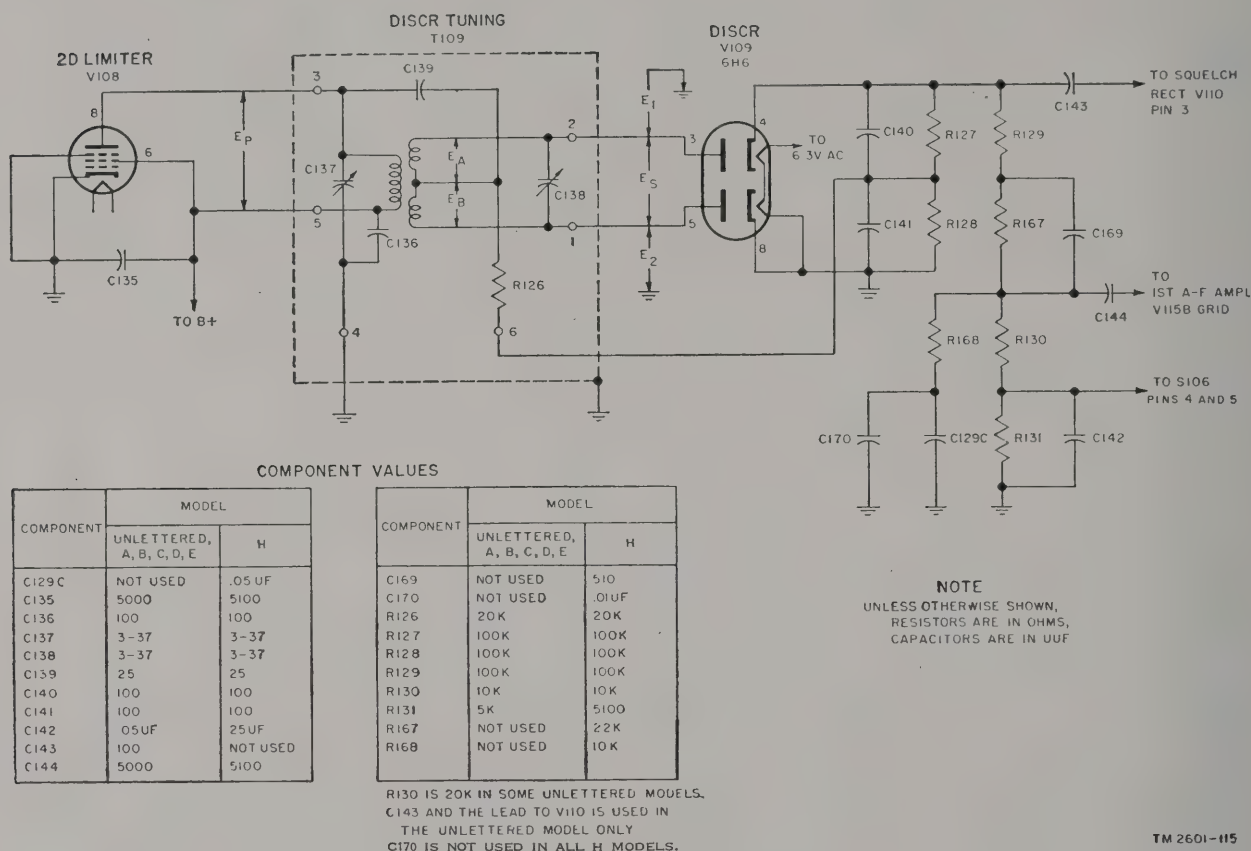 DISCR TUNING
T109
2D LIMITER
V108
DISCR
V109
6H6
8
6
3
C139
C137
5
C136
4
EP
C135
TO B+
EA
EB
2
C138
1
R126
6
E1
ES
E2
3
5
4
8
TO
6 3V AC
C140
R127
R129
C143
TO SQUELCH
RECT V110
PIN 3
C141
R128
R167
C169
TO
1ST A-F AMPL
V115B GRID
C144
R168
R130
TO S106
PINS 4 AND 5
C170
C129C
R131
C142
COMPONENT VALUES
COMPONENT MODEL
UNLETTERED, A, B, C, D, E H
C129C NOT USED .05 UF
C135 5000 5100
C136 100 100
C137 3-37 3-37
C138 3-37 3-37
C139 25 25
C140 100 100
C141 100 100
C142 05UF 25UF
C143 100 NOT USED
C144 5000 5100
COMPONENT MODEL
UNLETTERED, A, B, C, D, E H
C169 NOT USED 510
C170 NOT USED .01UF
R126 20K 20K
R127 100K 100K
R128 100K 100K
R129 100K 100K
R130 10K 10K
R131 5K 5100
R167 NOT USED 22K
R168 NOT USED 10K
R130 IS 20K IN SOME UNLETTERED MODELS.
C143 AND THE LEAD TO V110 IS USED IN
THE UNLETTERED MODEL ONLY
C170 IS NOT USED IN ALL H MODELS.
NOTE
UNLESS OTHERWISE SHOWN,
RESISTORS ARE IN OHMS,
CAPACITORS ARE IN UUF
TM 2601-115